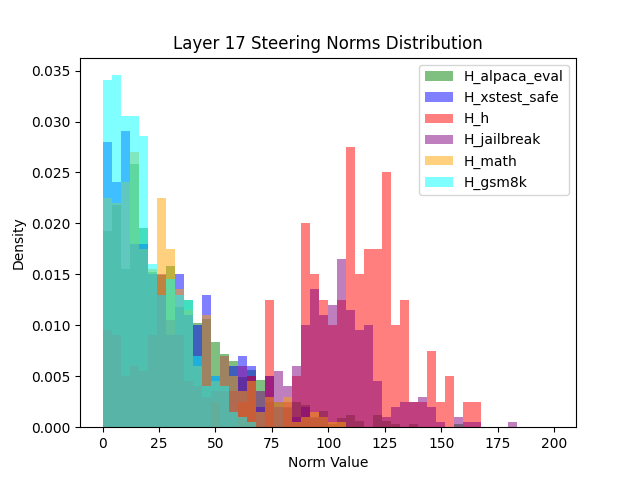 Layer 17 Steering Norms Distribution
H_alpaca_eval
H_xstest_safe
H_h
H_jailbreak
H_math
H_gsm8k
0.035
0.030
0.025
0.020
0.015
0.010
0.005
0.000
Density
0 25 50 75 100 125 150 175 200
Norm Value